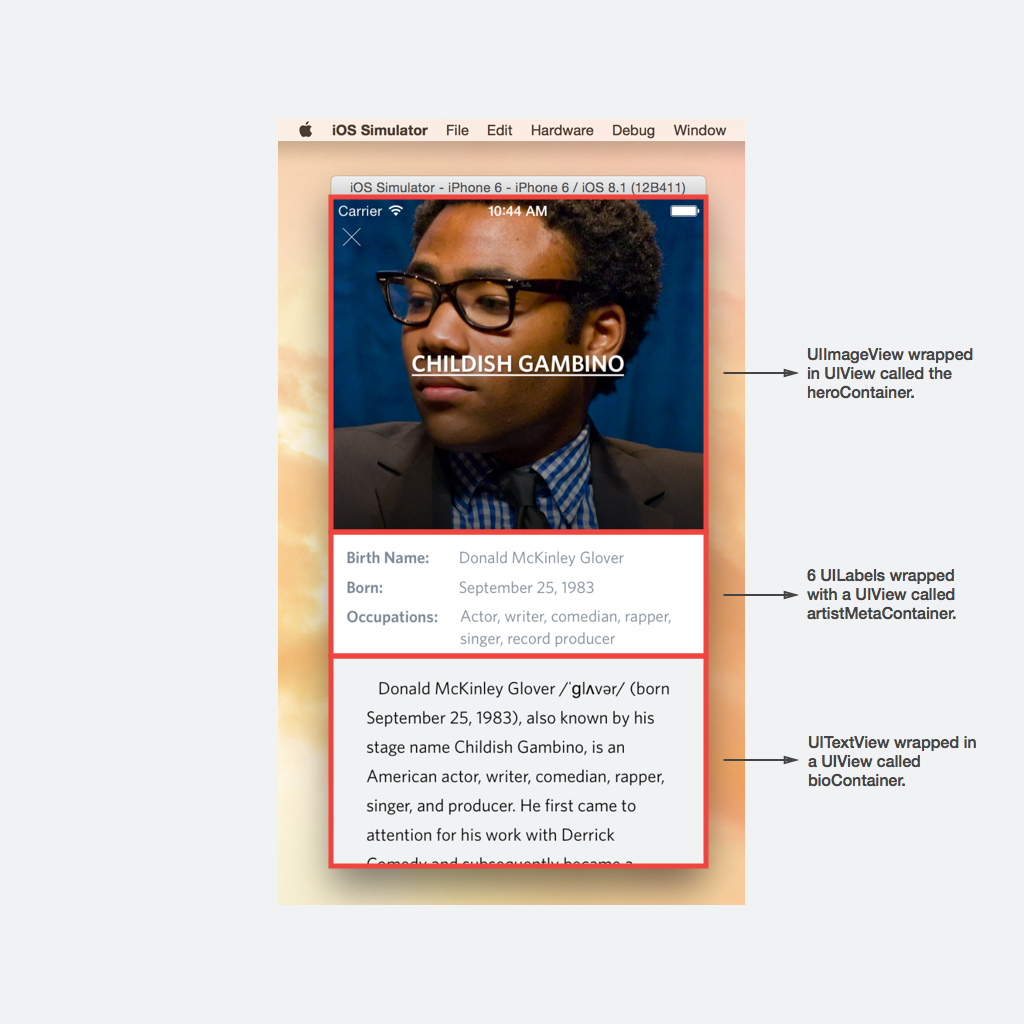 iOS Simulator File Edit Hardware Debug Window
iOS Simulator - iPhone 6 - iPhone 6 / iOS 8.1 (12B411)
Carrier 10:44 AM
CHILDISH GAMBINO
UIImageView wrapped
in UIView called the
heroContainer.
Birth Name: Donald McKinley Glover
Born: September 25, 1983
Occupations: Actor, writer, comedian, rapper,
singer, record producer
6 UILabels wrapped
with a UIView called
artistMetaContainer.
Donald McKinley Glover /ˈɡlʌvər/ (born
September 25, 1983), also known by his
stage name Childish Gambino, is an
American actor, writer, comedian, rapper,
singer, and producer. He first came to
attention for his work with Derrick
Comedy and subsequently became a
UITextView wrapped in
a UIView called
bioContainer.